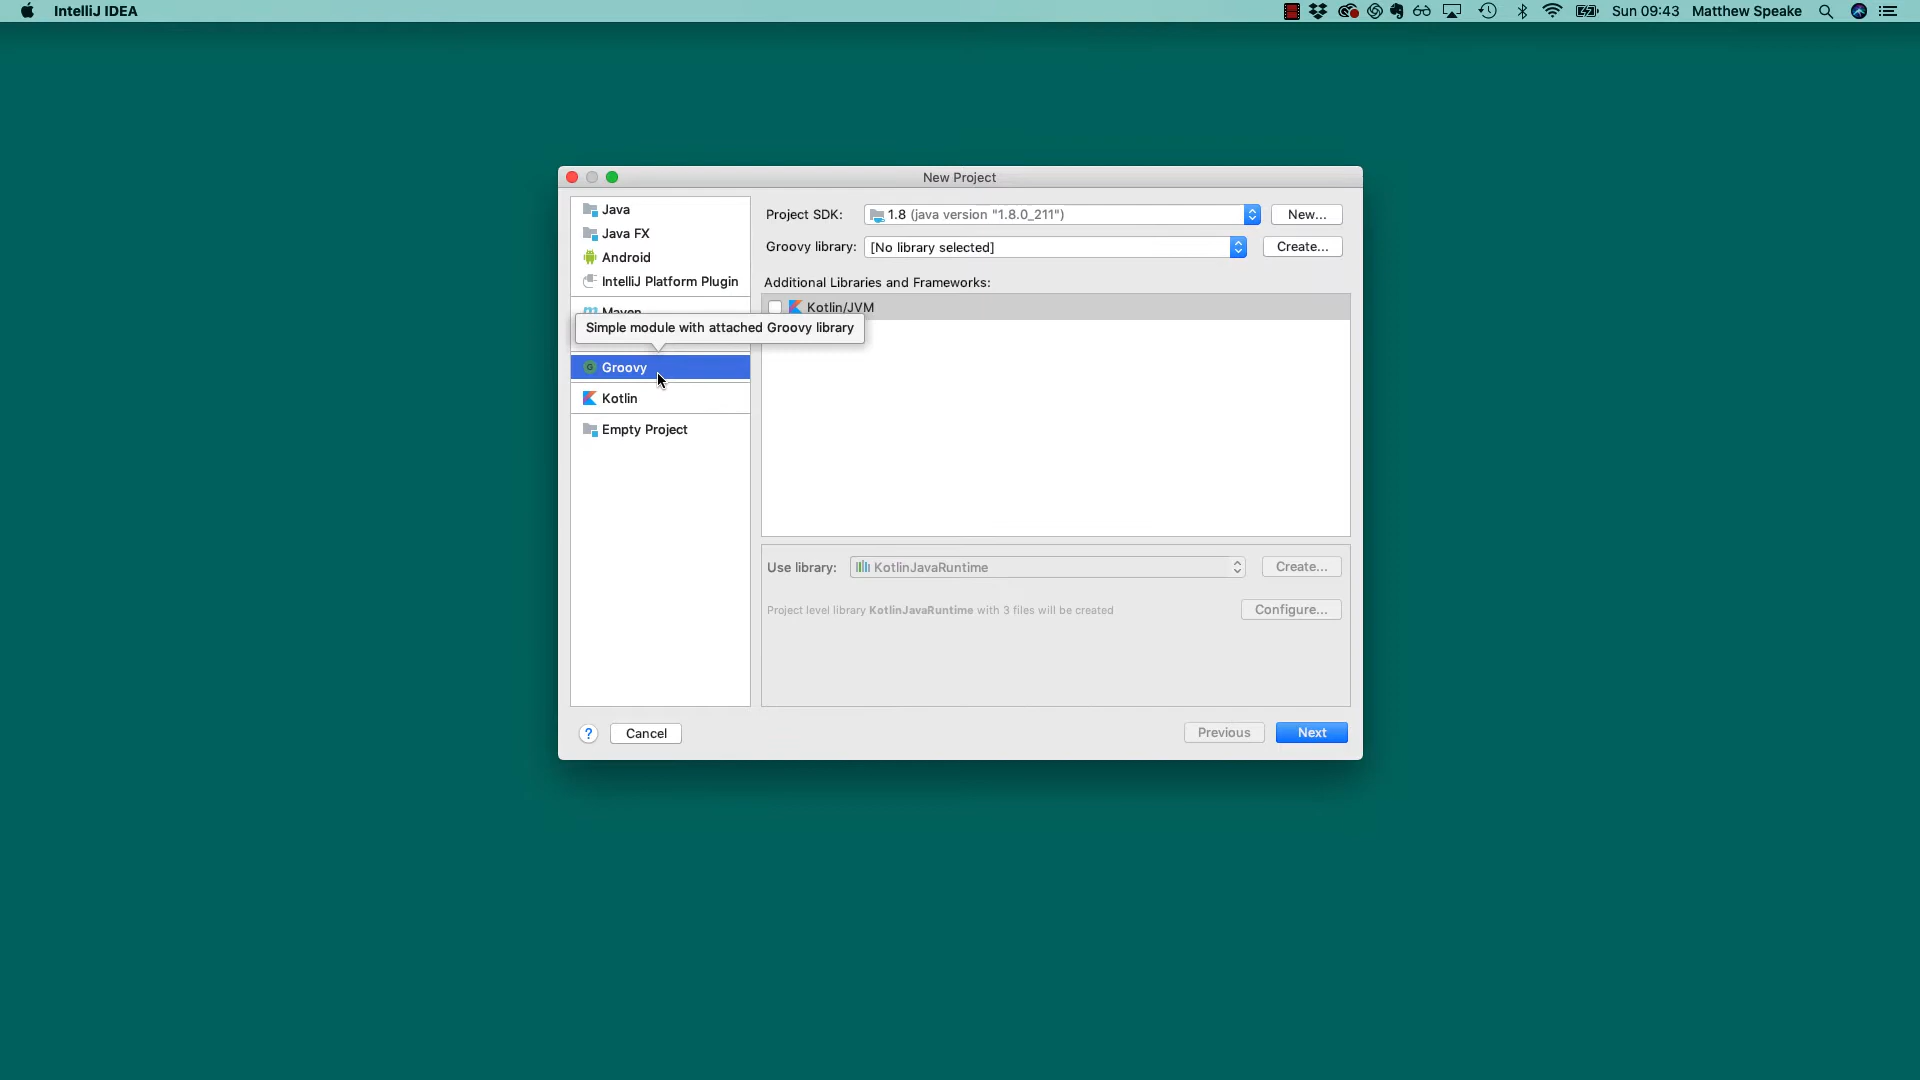 IntelliJ IDEA
Sun 09:43 Matthew Speake
New Project
Java
Java FX
Android
IntelliJ Platform Plugin
Maven
Simple module with attached Groovy library
Groovy
Kotlin
Empty Project
Project SDK: 1.8 (java version "1.8.0_211") New...
Groovy library: [No library selected] Create...
Additional Libraries and Frameworks:
Kotlin/JVM
Use library: KotlinJavaRuntime Create...
Project level library KotlinJavaRuntime with 3 files will be created Configure...
? Cancel Previous Next